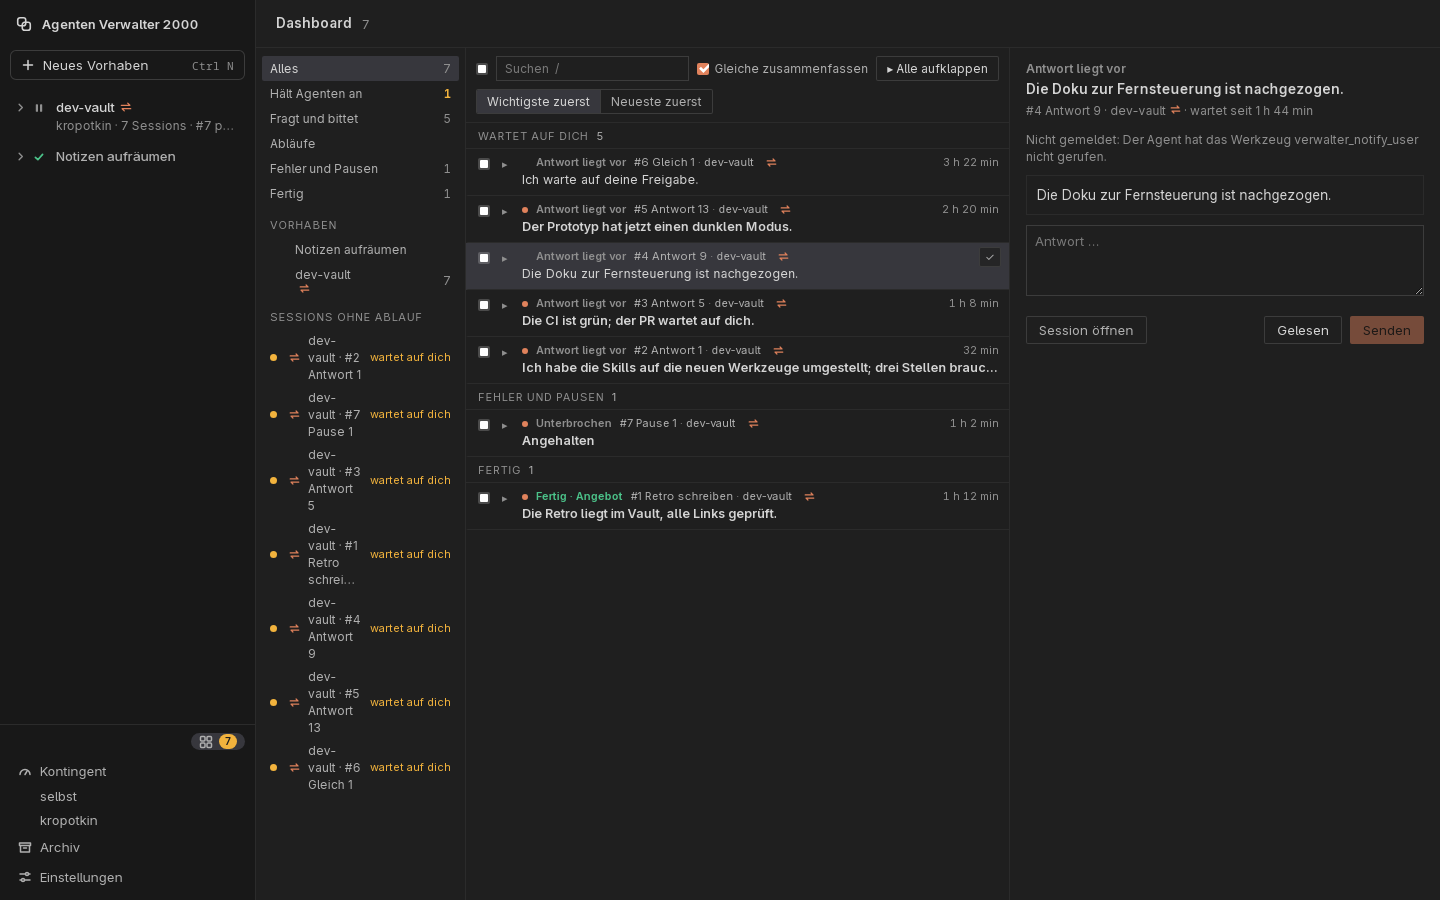 Agenten Verwalter 2000
Neues Vorhaben Ctrl N
dev-vault
kropotkin · 7 Sessions · #7 p…
Notizen aufräumen
7
Kontingent
selbst
kropotkin
Archiv
Einstellungen
Dashboard 7
Alles 7
Hält Agenten an 1
Fragt und bittet 5
Abläufe
Fehler und Pausen 1
Fertig 1
VORHABEN
Notizen aufräumen
dev-vault 7
SESSIONS OHNE ABLAUF
dev-
vault · #2 wartet auf dich
Antwort 1
dev-
vault · #7 wartet auf dich
Pause 1
dev-
vault · #3
Antwort wartet auf dich
5
dev-
vault · #1
Retro wartet auf dich
schrei…
dev-
vault · #4
Antwort wartet auf dich
9
dev-
vault · #5
Antwort wartet auf dich
13
dev-
vault · #6 wartet auf dich
Gleich 1
Suchen /
Gleiche zusammenfassen
▸ Alle aufklappen
Wichtigste zuerst Neueste zuerst
WARTET AUF DICH 5
Antwort liegt vor #6 Gleich 1 · dev-vault 3 h 22 min
Ich warte auf deine Freigabe.
Antwort liegt vor #5 Antwort 13 · dev-vault 2 h 20 min
Der Prototyp hat jetzt einen dunklen Modus.
Antwort liegt vor #4 Antwort 9 · dev-vault
Die Doku zur Fernsteuerung ist nachgezogen.
Antwort liegt vor #3 Antwort 5 · dev-vault 1 h 8 min
Die CI ist grün; der PR wartet auf dich.
Antwort liegt vor #2 Antwort 1 · dev-vault 32 min
Ich habe die Skills auf die neuen Werkzeuge umgestellt; drei Stellen brauc…
FEHLER UND PAUSEN 1
Unterbrochen #7 Pause 1 · dev-vault 1 h 2 min
Angehalten
FERTIG 1
Fertig · Angebot #1 Retro schreiben · dev-vault 1 h 12 min
Die Retro liegt im Vault, alle Links geprüft.
Antwort liegt vor
Die Doku zur Fernsteuerung ist nachgezogen.
#4 Antwort 9 · dev-vault · wartet seit 1 h 44 min
Nicht gemeldet: Der Agent hat das Werkzeug verwalter_notify_user
nicht gerufen.
Die Doku zur Fernsteuerung ist nachgezogen.
Antwort …
Session öffnen Gelesen Senden